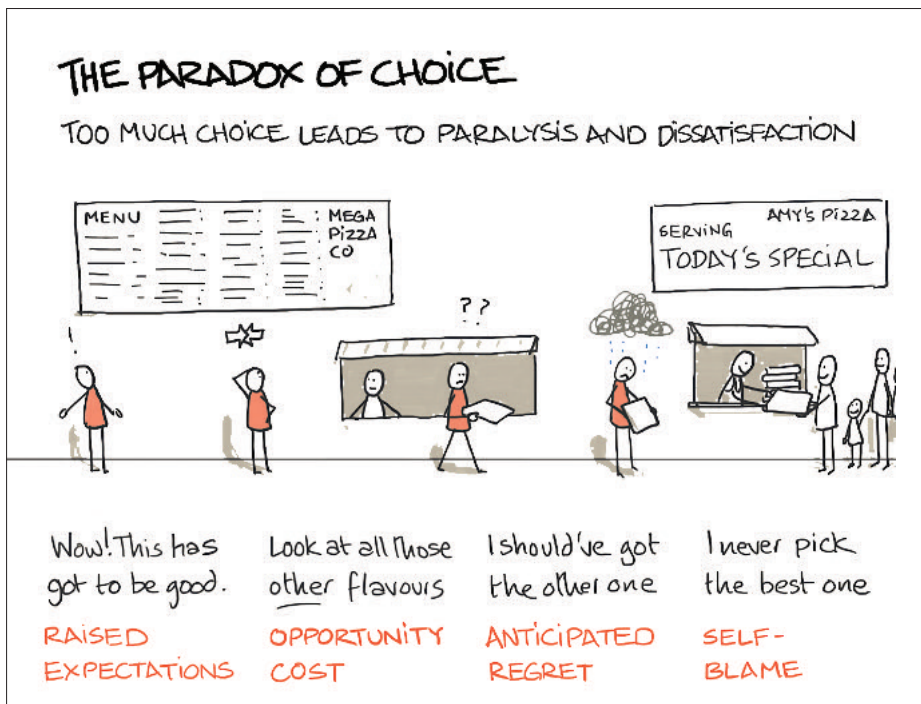 THE PARADOX OF CHOICE
TOO MUCH CHOICE LEADS TO PARALYSIS AND DISSATISFACTION
MENU
MEGA
PIZZA
CO
AMY'S PIZZA
SERVING
TODAY'S SPECIAL
!
??
Wow! This has
got to be good.
RAISED
EXPECTATIONS
Look at all those
other flavours
OPPORTUNITY
COST
I should've got
the other one
ANTICIPATED
REGRET
I never pick
the best one
SELF-
BLAME